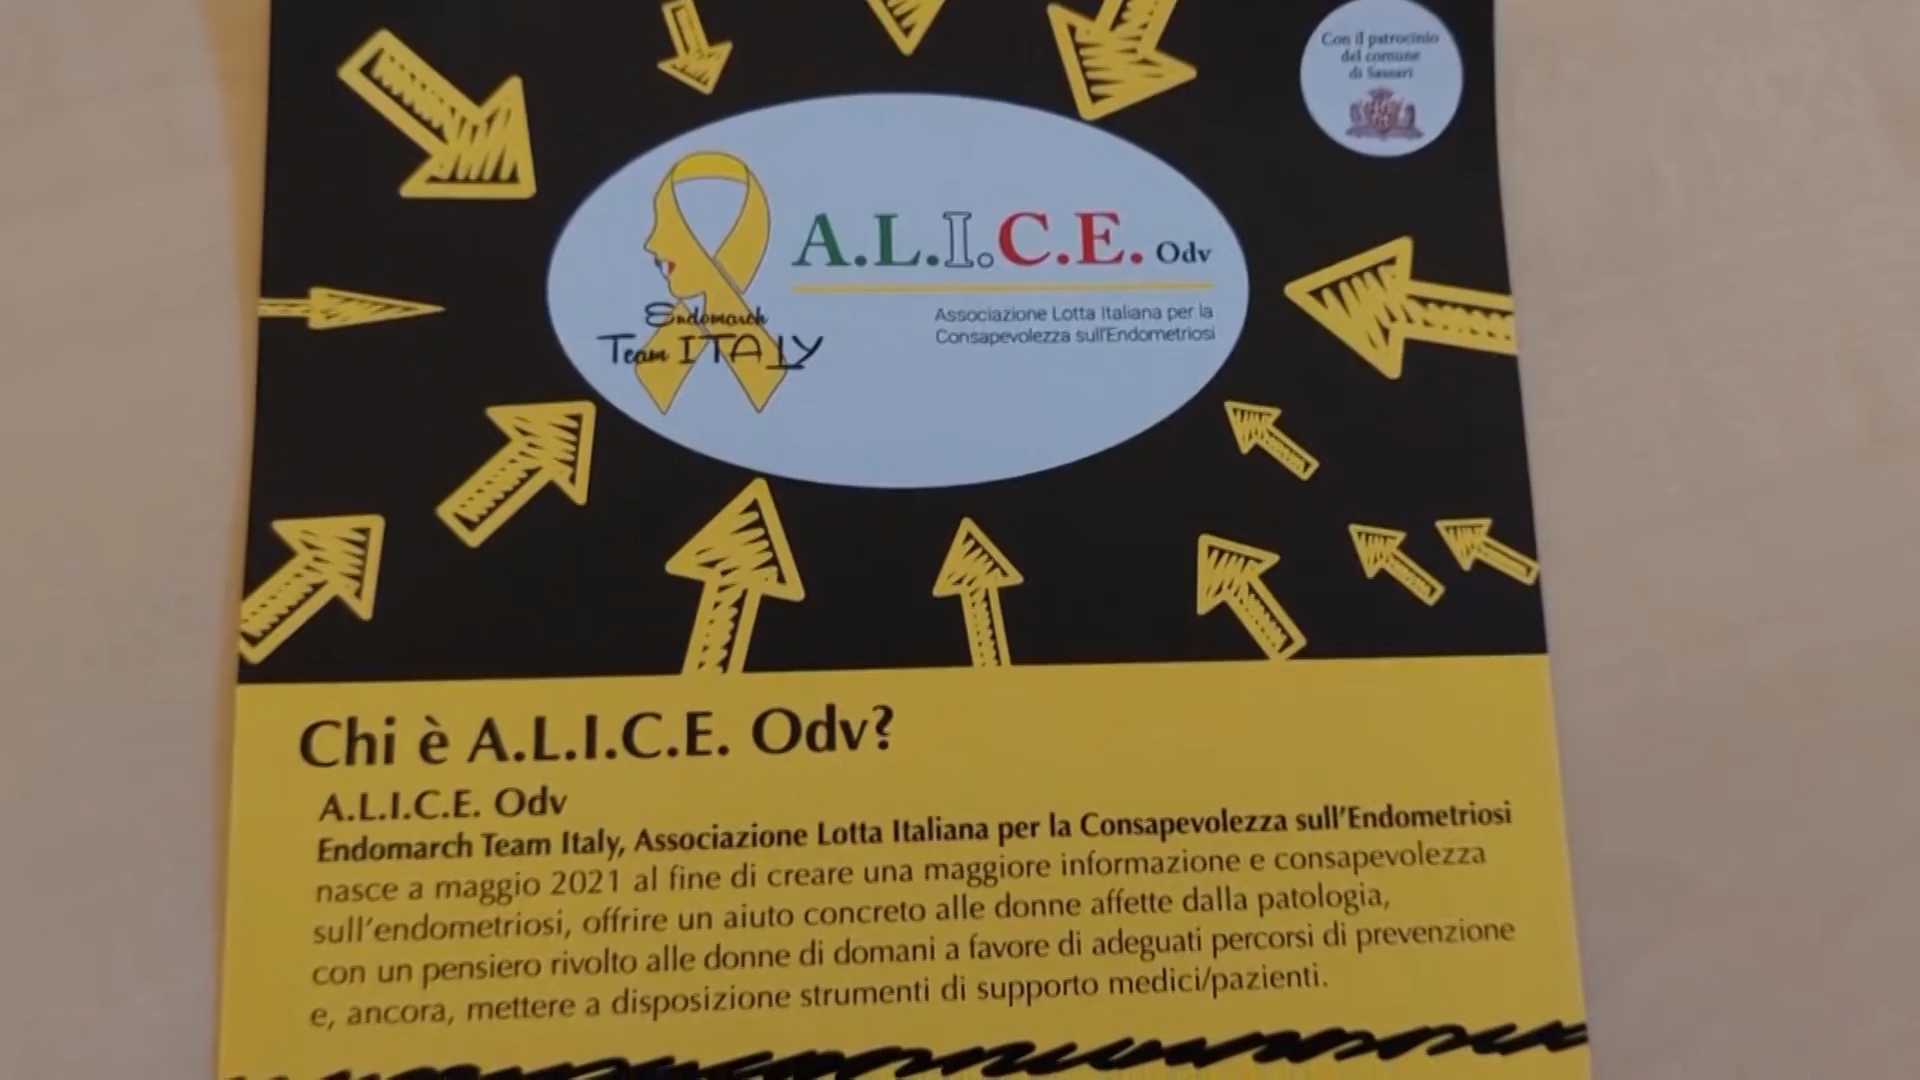 Con il patrocinio
del comune
di Sassari
A.L.I.C.E. Odv
Associazione Lotta Italiana per la
Consapevolezza sull'Endometriosi
Endomarch
Team ITALY
Chi è A.L.I.C.E. Odv?
A.L.I.C.E. Odv
Endomarch Team Italy, Associazione Lotta Italiana per la Consapevolezza sull'Endometriosi
nasce a maggio 2021 al fine di creare una maggiore informazione e consapevolezza
sull'endometriosi, offrire un aiuto concreto alle donne affette dalla patologia,
con un pensiero rivolto alle donne di domani a favore di adeguati percorsi di prevenzione
e, ancora, mettere a disposizione strumenti di supporto medici/pazienti.